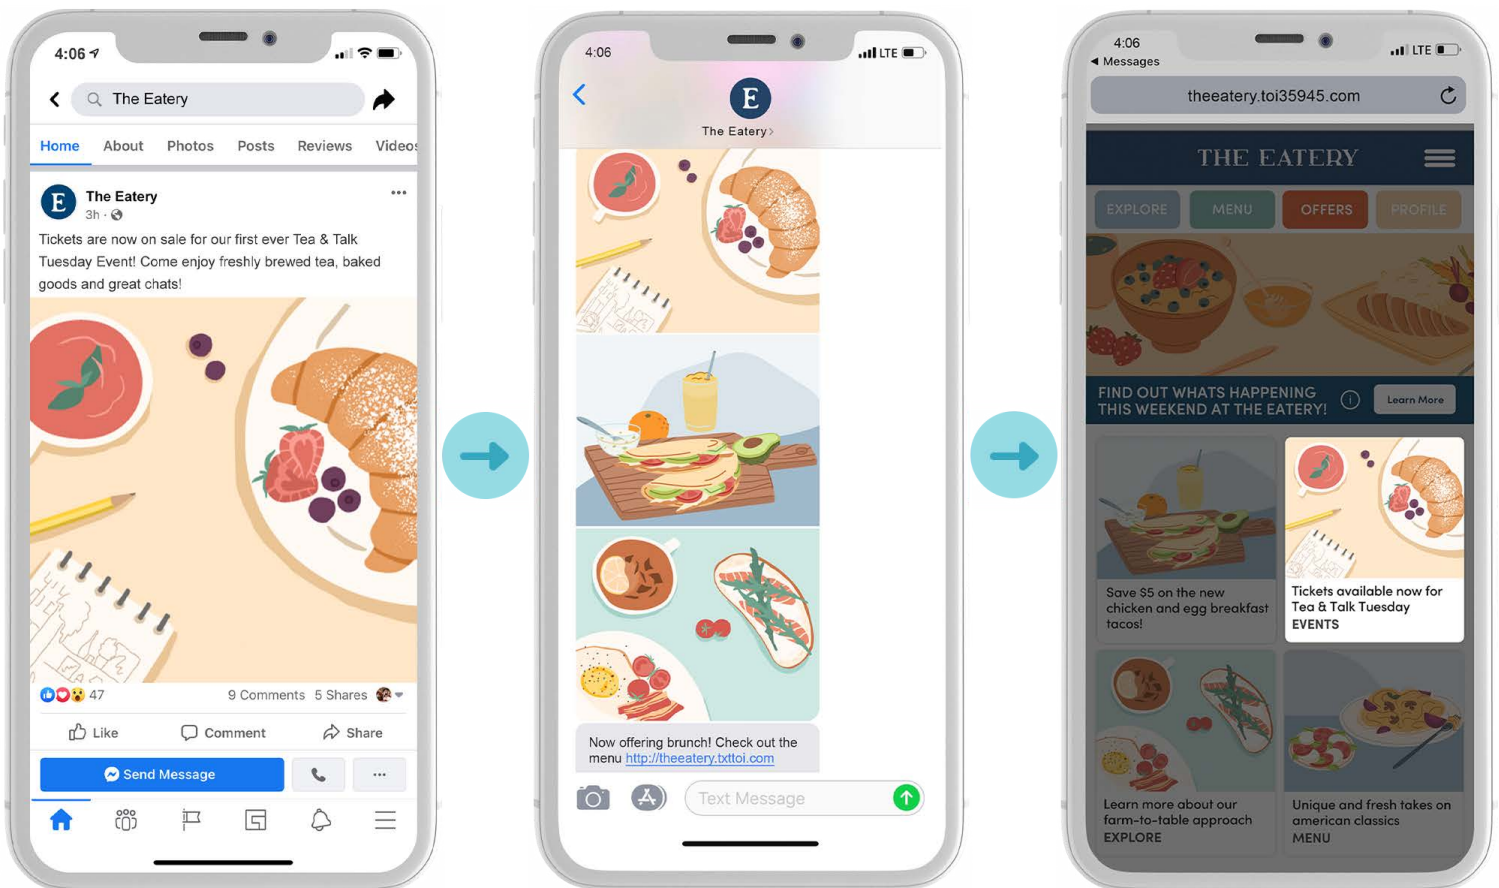 4:06
The Eatery
Home About Photos Posts Reviews Videos
E
The Eatery
3h ·
Tickets are now on sale for our first ever Tea & Talk
Tuesday Event! Come enjoy freshly brewed tea, baked
goods and great chats!
47
9 Comments 5 Shares
Like Comment Share
Send Message
4:06
LTE
E
The Eatery
Now offering brunch! Check out the
menu http://theeatery.txttoi.com
Text Message
4:06
LTE
Messages
theeatery.toi35945.com
THE EATERY
EXPLORE MENU OFFERS PROFILE
FIND OUT WHATS HAPPENING
THIS WEEKEND AT THE EATERY!
Learn More
Save $5 on the new
chicken and egg breakfast
tacos!
Tickets available now for
Tea & Talk Tuesday
EVENTS
Learn more about our
farm-to-table approach
EXPLORE
Unique and fresh takes on
american classics
MENU